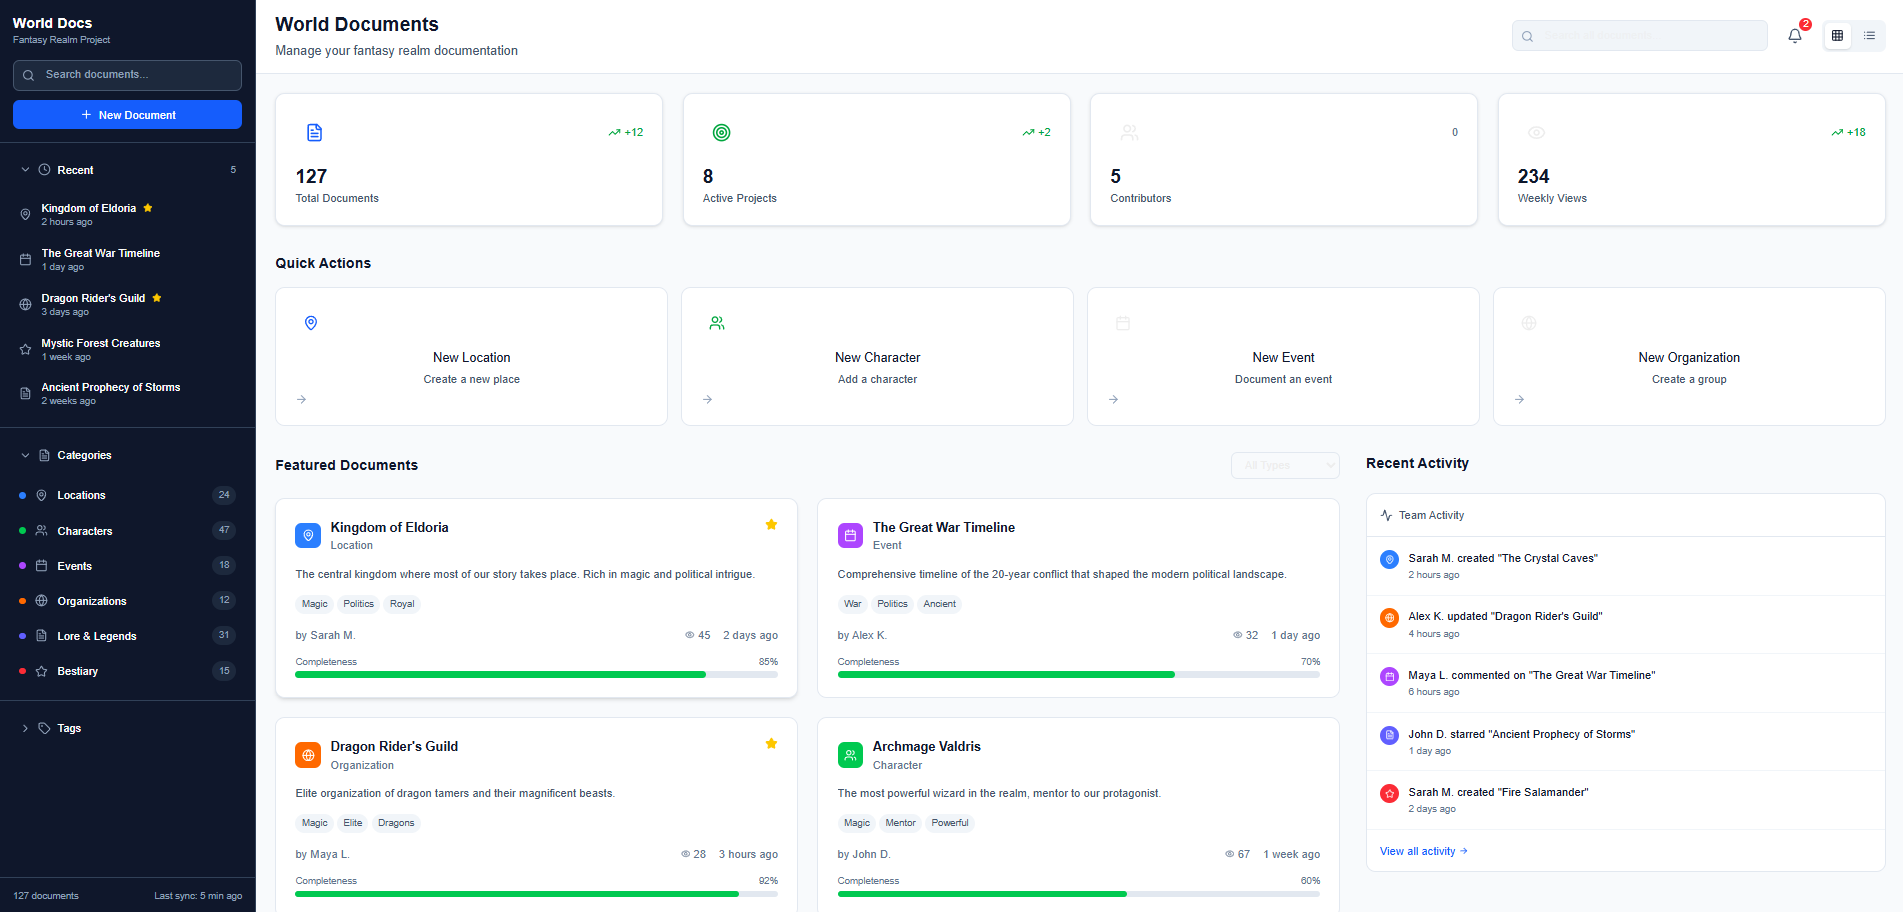 World Docs
Fantasy Realm Project
Search documents...
New Document
Recent 5
Kingdom of Eldoria
2 hours ago
The Great War Timeline
1 day ago
Dragon Rider's Guild
3 days ago
Mystic Forest Creatures
1 week ago
Ancient Prophecy of Storms
2 weeks ago
Categories
Locations 24
Characters 47
Events 18
Organizations 12
Lore & Legends 31
Bestiary 15
Tags
127 documents Last sync: 5 min ago
World Documents
Manage your fantasy realm documentation
2
+12
127
Total Documents
+2
8
Active Projects
0
5
Contributors
+18
234
Weekly Views
Quick Actions
New Location
Create a new place
New Character
Add a character
New Event
Document an event
New Organization
Create a group
Featured Documents
All Types
Kingdom of Eldoria
Location
The central kingdom where most of our story takes place. Rich in magic and political intrigue.
Magic Politics Royal
by Sarah M. 45 2 days ago
Completeness 85%
The Great War Timeline
Event
Comprehensive timeline of the 20-year conflict that shaped the modern political landscape.
War Politics Ancient
by Alex K. 32 1 day ago
Completeness 70%
Dragon Rider's Guild
Organization
Elite organization of dragon tamers and their magnificent beasts.
Magic Elite Dragons
by Maya L. 28 3 hours ago
Completeness 92%
Archmage Valdris
Character
The most powerful wizard in the realm, mentor to our protagonist.
Magic Mentor Powerful
by John D. 67 1 week ago
Completeness 60%
Recent Activity
Team Activity
Sarah M. created "The Crystal Caves"
2 hours ago
Alex K. updated "Dragon Rider's Guild"
4 hours ago
Maya L. commented on "The Great War Timeline"
6 hours ago
John D. starred "Ancient Prophecy of Storms"
1 day ago
Sarah M. created "Fire Salamander"
2 days ago
View all activity